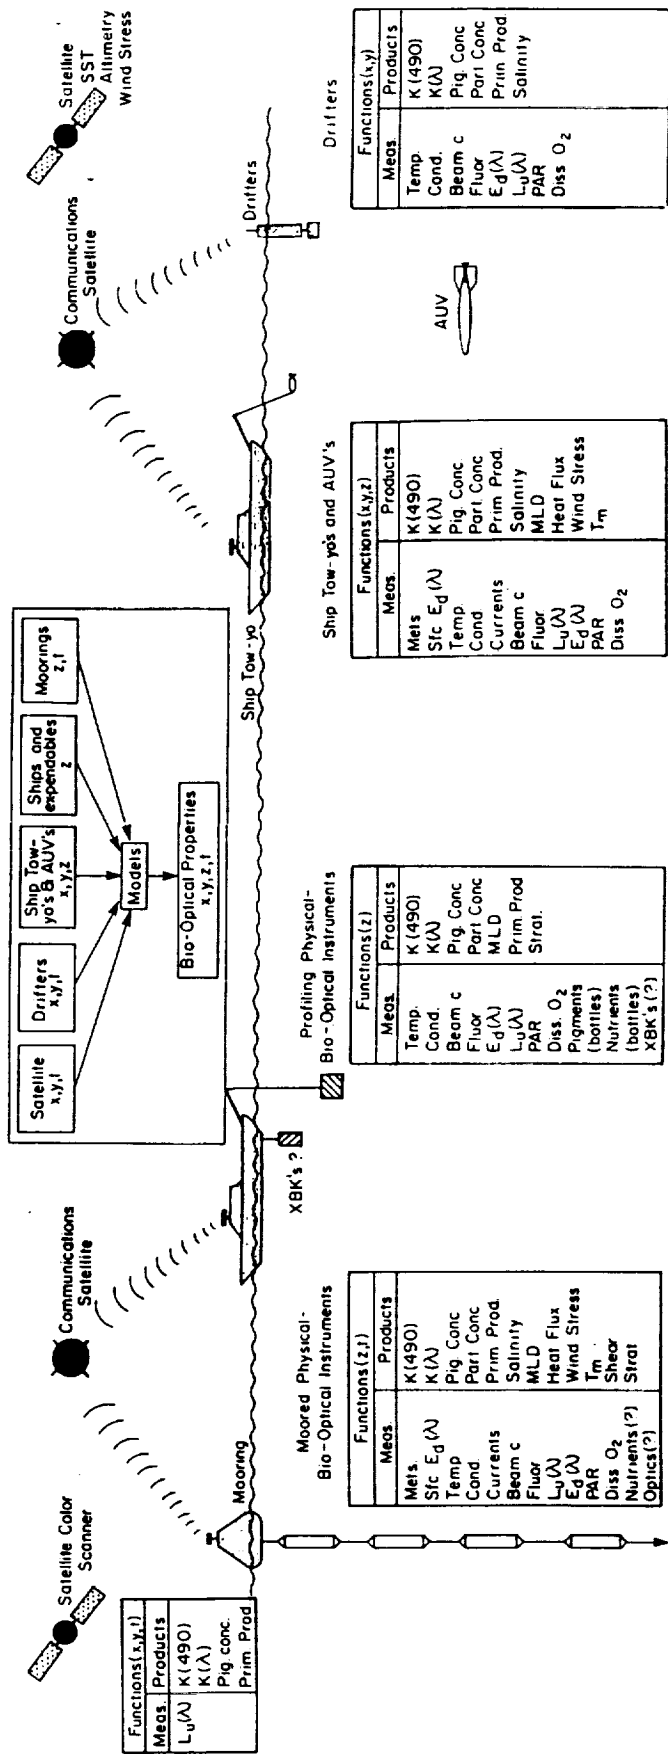 Satellite Color
Scanner
Communications
Satellite
Communications
Satellite
Satellite
SST
Altimetry
Wind Stress
Satellite
x,y,t
Drifters
x,y,t
Ship Tow-
yo's & AUV's
x,y,z
Ships and
expendables
z
Moorings
z,t
Models
Bio-Optical Properties
x,y,z,t
Mooring
XBK's ?
Ship Tow-yo
Drifters
AUV
Functions(x,y,t)
Meas. Products
Lu(λ) K(490)
K(λ)
Pig. conc.
Prim Prod
Moored Physical-
Bio-Optical Instruments
Functions(z,t)
Meas. Products
Mets. K(490)
Sfc Ed(λ) K(λ)
Temp Pig. Conc
Cond. Part Conc
Currents Prim Prod.
Beam c Salinity
Fluor MLD
Lu(λ) Heat Flux
Ed(λ) Wind Stress
PAR Tm
Diss O2 Shear
Nutrients(?) Strat
Optics(?)
Profiling Physical-
Bio-Optical Instruments
Functions(z)
Meas. Products
Temp. K(490)
Cond. K(λ)
Beam c Pig. Conc
Fluor Part Conc
Ed(λ) MLD
Lu(λ) Prim. Prod
PAR Strat.
Diss. O2
Pigments
(bottles)
Nutrients
(bottles)
XBK's(?)
Ship Tow-yo's and AUV's
Functions(x,y,z)
Meas. Products
Mets K(490)
Sfc Ed(λ) K(λ)
Temp. Pig. Conc
Cond. Part. Conc
Currents Prim Prod.
Beam c Salinity
Fluor MLD
Lu(λ) Heat Flux
Ed(λ) Wind Stress
PAR Tm
Diss O2
Drifters
Functions(x,y)
Meas. Products
Temp. K(490)
Cond. K(λ)
Beam c Pig. Conc
Fluor Part Conc
Ed(λ) Prim Prod
Lu(λ) Salinity
PAR
Diss O2